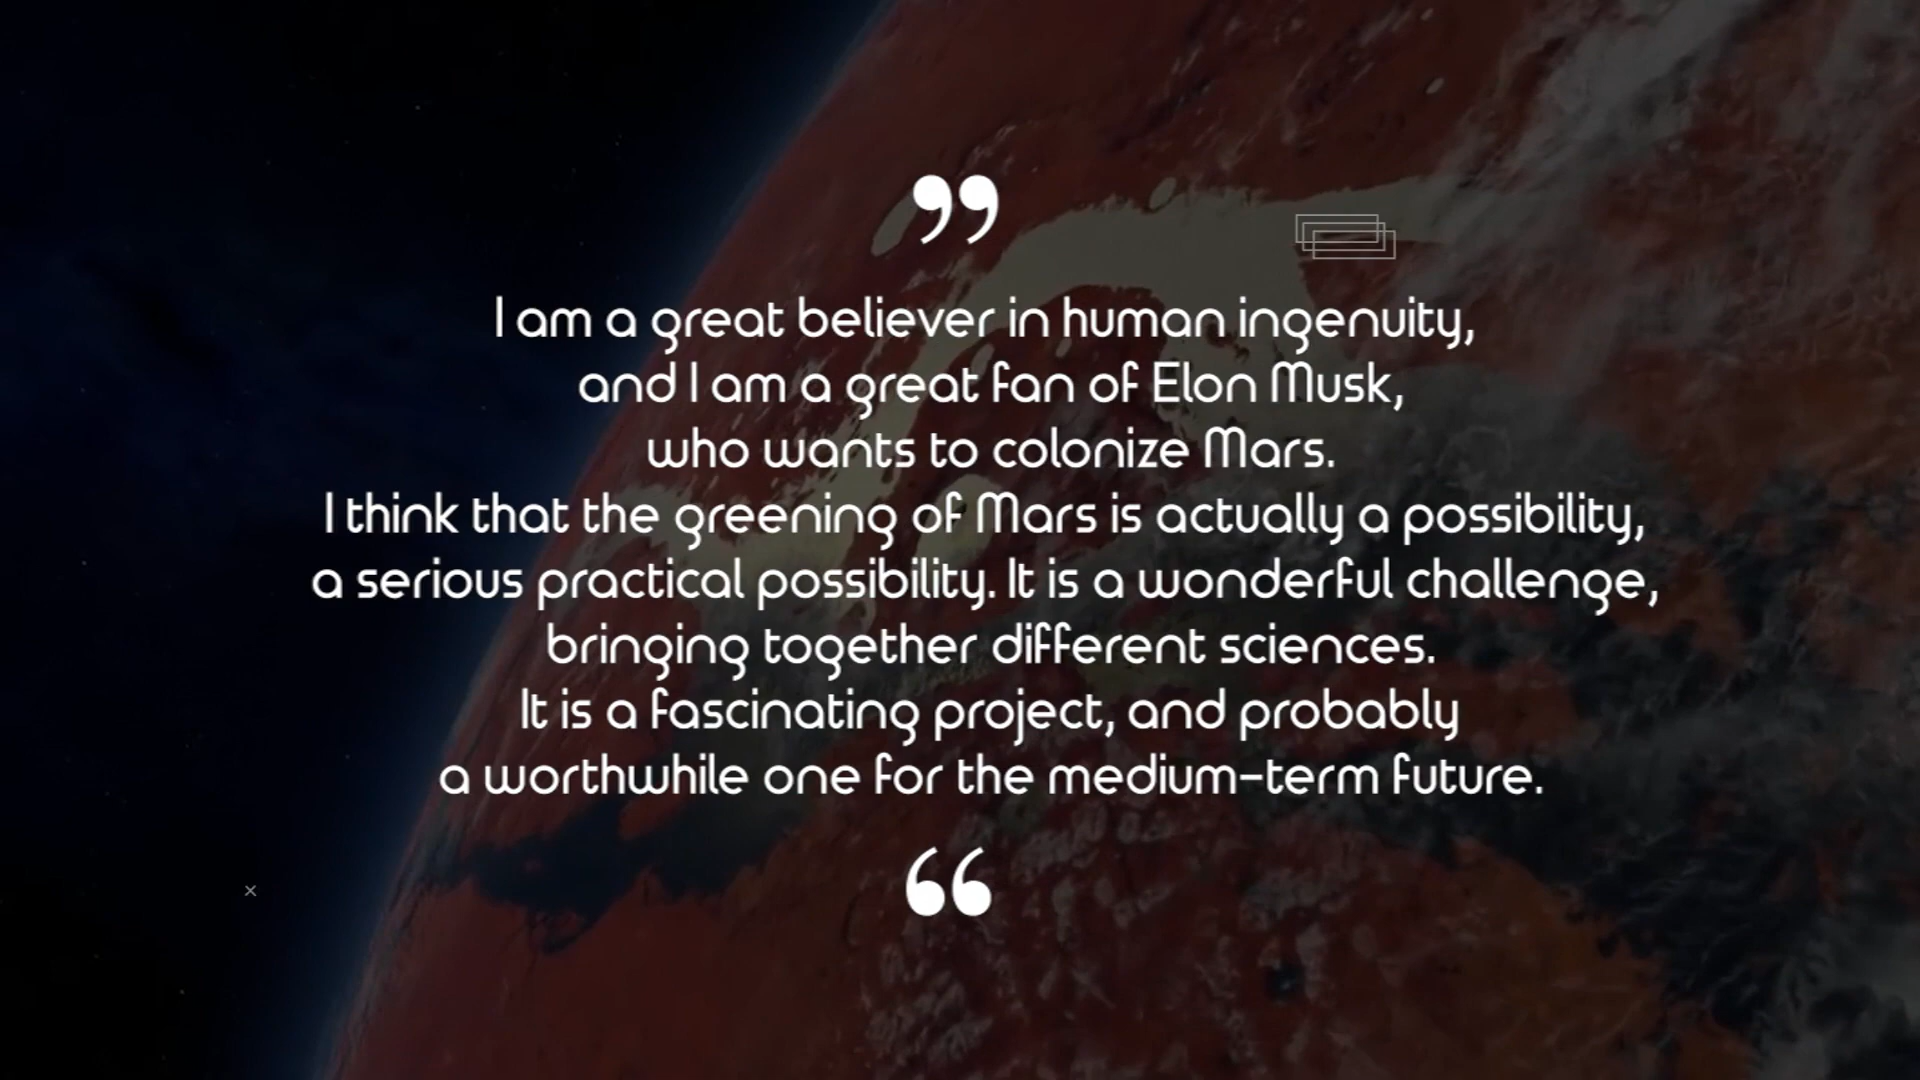 ”
I am a great believer in human ingenuity,
and I am a great fan of Elon Musk,
who wants to colonize Mars.
I think that the greening of Mars is actually a possibility,
a serious practical possibility. It is a wonderful challenge,
bringing together different sciences.
It is a fascinating project, and probably
a worthwhile one for the medium-term future.
“